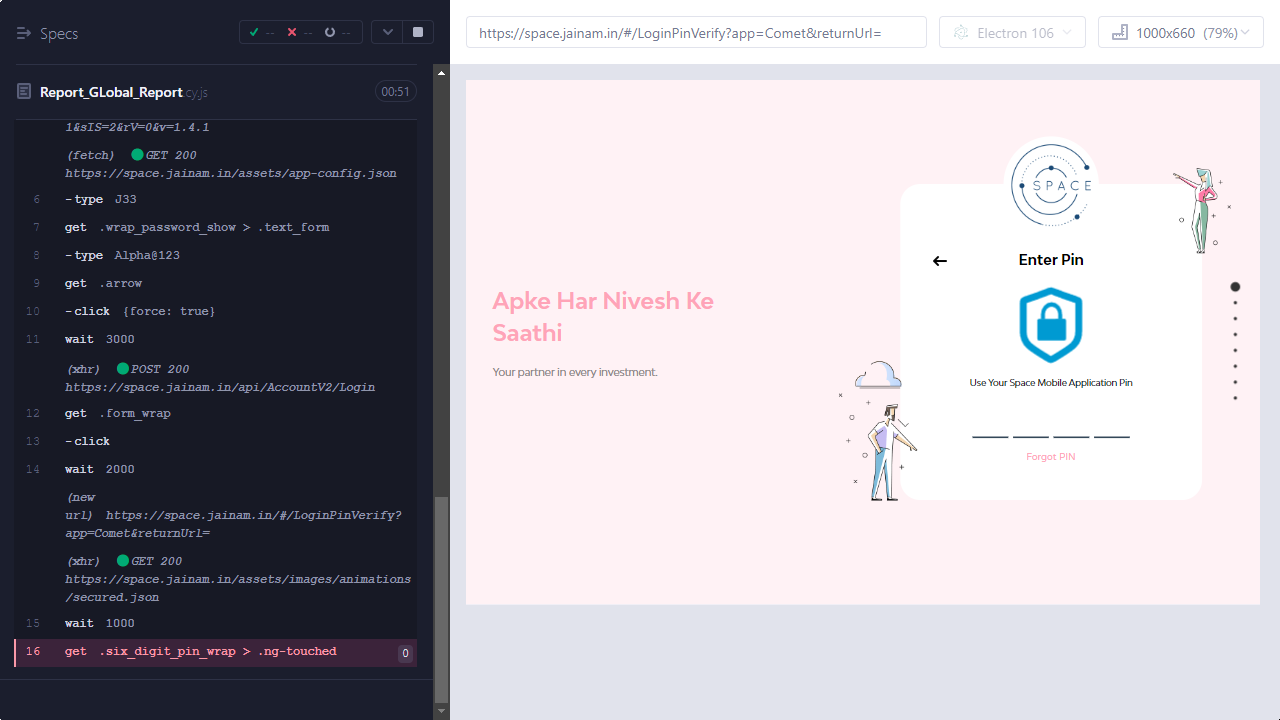 Specs
-- -- --
https://space.jainam.in/#/LoginPinVerify?app=Comet&returnUrl=
Electron 106
1000x660 (79%)
Report_GLobal_Report.cy.js
00:51
1&sIS=2&rV=0&v=1.4.1
(fetch) GET 200
https://space.jainam.in/assets/app-config.json
6 -type J33
7 get .wrap_password_show > .text_form
8 -type Alpha@123
9 get .arrow
10 -click {force: true}
11 wait 3000
(xhr) POST 200
https://space.jainam.in/api/AccountV2/Login
12 get .form_wrap
13 -click
14 wait 2000
(new
url) https://space.jainam.in/#/LoginPinVerify?
app=Comet&returnUrl=
(xhr) GET 200
https://space.jainam.in/assets/images/animations
/secured.json
15 wait 1000
16 get .six_digit_pin_wrap > .ng-touched 0
Apke Har Nivesh Ke
Saathi
Your partner in every investment.
SPACE
Enter Pin
Use Your Space Mobile Application Pin
Forgot PIN